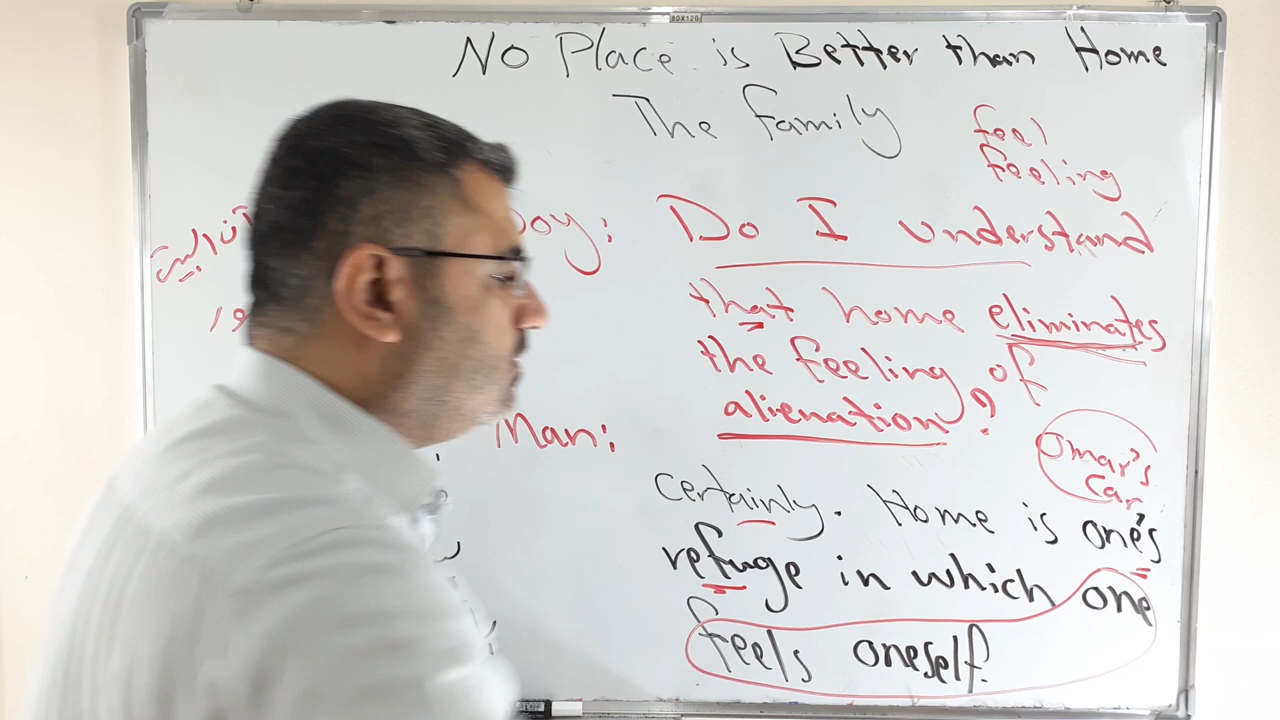 80X120
No Place is Better than Home
The family
feel
feeling
Do I understand
that home eliminates
the feeling of
alienation?
Man:
Omar's
Car
certainly. Home is one's
refuge in which one
feels oneself.